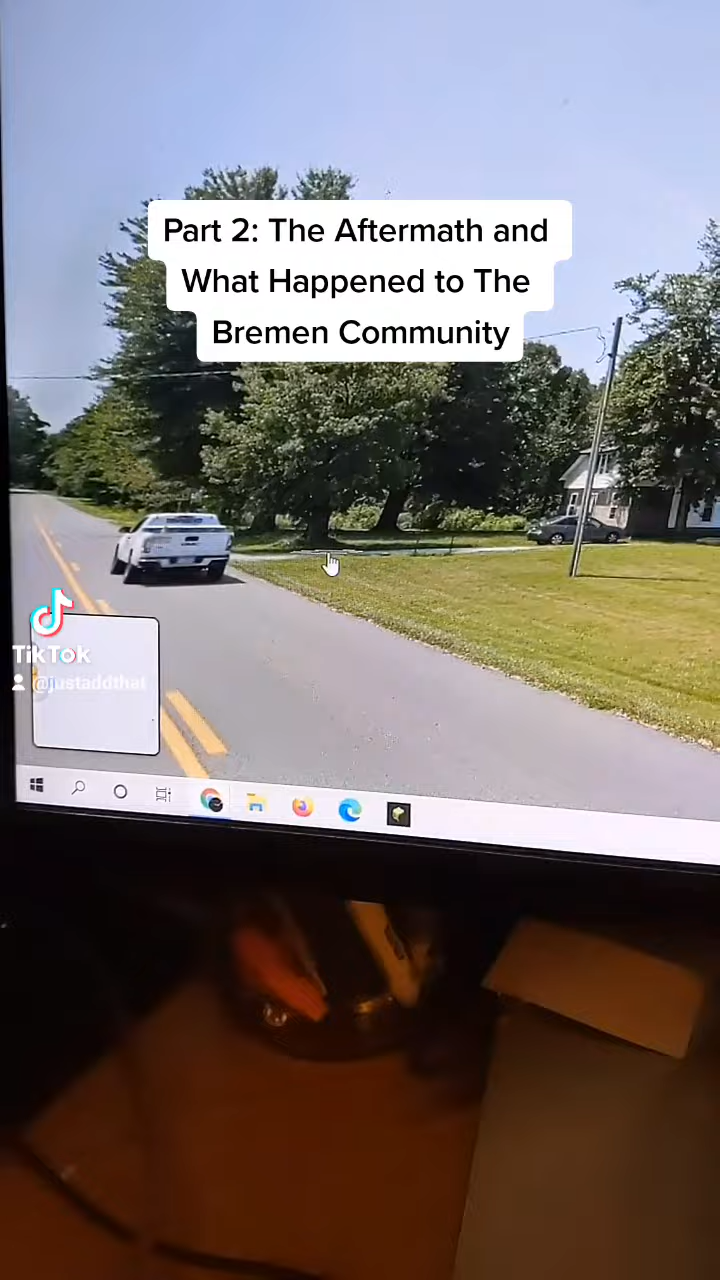 Part 2: The Aftermath and
What Happened to The
Bremen Community
TikTok
@justaddthat